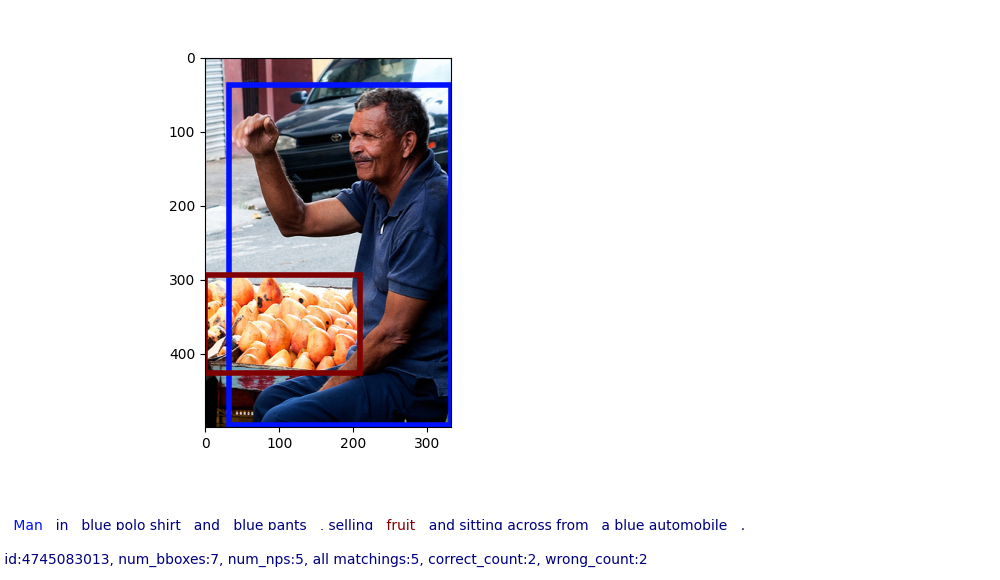 0
100
200
300
400
0 100 200 300
Man in blue polo shirt and blue pants , selling fruit and sitting across from a blue automobile .
id:4745083013, num_bboxes:7, num_nps:5, all matchings:5, correct_count:2, wrong_count:2